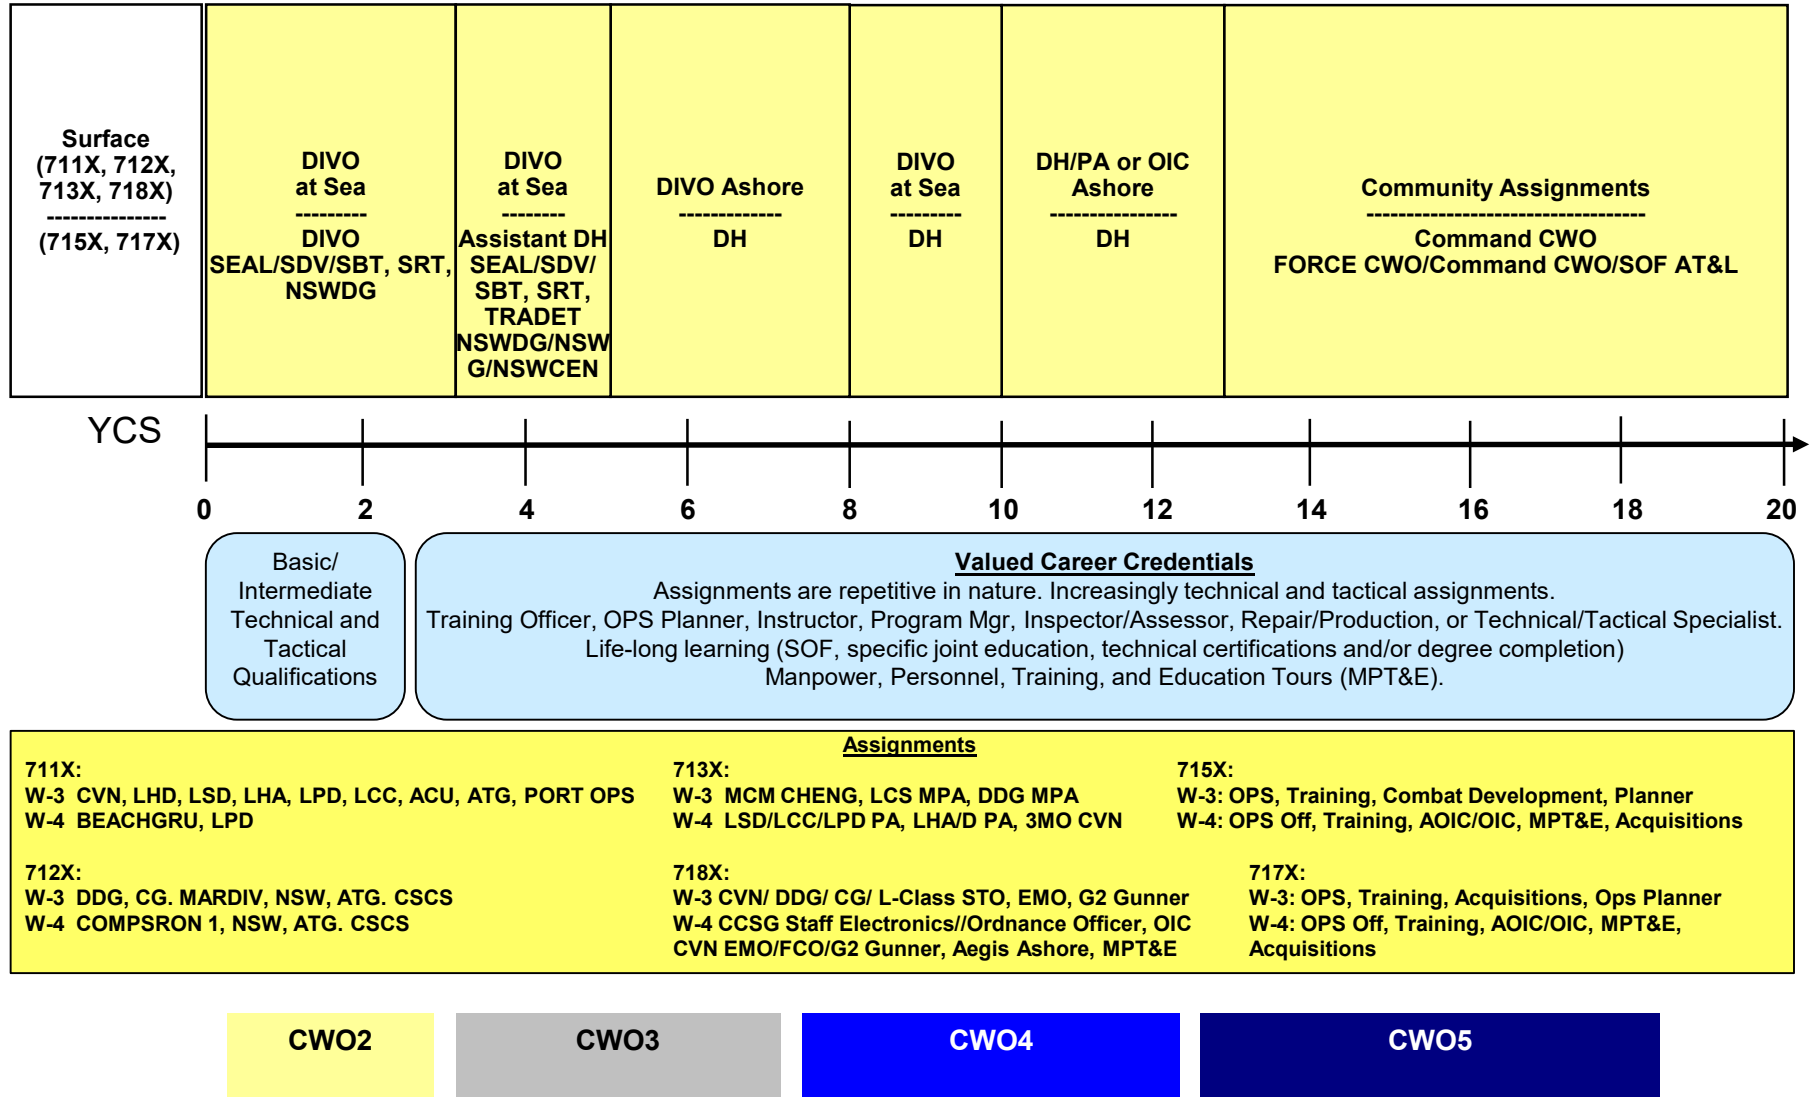 Surface
(711X, 712X,
713X, 718X)
---------------
(715X, 717X)
DIVO
at Sea
---------
DIVO
SEAL/SDV/SBT, SRT,
NSWDG
DIVO
at Sea
--------
Assistant DH
SEAL/SDV/
SBT, SRT,
TRADET
NSWDG/NSW
G/NSWCEN
DIVO Ashore
-------------
DH
DIVO
at Sea
---------
DH
DH/PA or OIC
Ashore
----------------
DH
Community Assignments
-----------------------------------
Command CWO
FORCE CWO/Command CWO/SOF AT&L
YCS
0 2 4 6 8 10 12 14 16 18 20
Basic/
Intermediate
Technical and
Tactical
Qualifications
Valued Career Credentials
Assignments are repetitive in nature. Increasingly technical and tactical assignments.
Training Officer, OPS Planner, Instructor, Program Mgr, Inspector/Assessor, Repair/Production, or Technical/Tactical Specialist.
Life-long learning (SOF, specific joint education, technical certifications and/or degree completion)
Manpower, Personnel, Training, and Education Tours (MPT&E).
Assignments
711X:
W-3 CVN, LHD, LSD, LHA, LPD, LCC, ACU, ATG, PORT OPS
W-4 BEACHGRU, LPD
712X:
W-3 DDG, CG. MARDIV, NSW, ATG. CSCS
W-4 COMPSRON 1, NSW, ATG. CSCS
713X:
W-3 MCM CHENG, LCS MPA, DDG MPA
W-4 LSD/LCC/LPD PA, LHA/D PA, 3MO CVN
718X:
W-3 CVN/ DDG/ CG/ L-Class STO, EMO, G2 Gunner
W-4 CCSG Staff Electronics//Ordnance Officer, OIC
CVN EMO/FCO/G2 Gunner, Aegis Ashore, MPT&E
715X:
W-3: OPS, Training, Combat Development, Planner
W-4: OPS Off, Training, AOIC/OIC, MPT&E, Acquisitions
717X:
W-3: OPS, Training, Acquisitions, Ops Planner
W-4: OPS Off, Training, AOIC/OIC, MPT&E,
Acquisitions
CWO2
CWO3
CWO4
CWO5